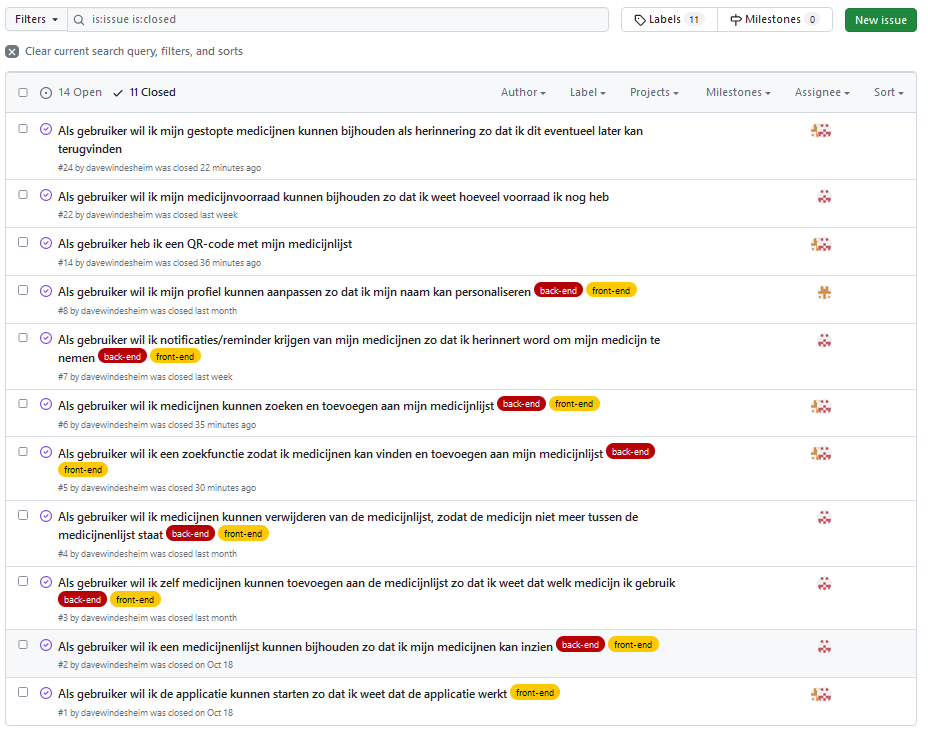 Filters
is:issue is:closed
Labels 11
Milestones 0
New issue
Clear current search query, filters, and sorts
14 Open 11 Closed
Author Label Projects Milestones Assignee Sort
Als gebruiker wil ik mijn gestopte medicijnen kunnen bijhouden als herinnering zo dat ik dit eventueel later kan
terugvinden
#24 by davewindesheim was closed 22 minutes ago
Als gebruiker wil ik mijn medicijnvoorraad kunnen bijhouden zo dat ik weet hoeveel voorraad ik nog heb
#22 by davewindesheim was closed last week
Als gebruiker heb ik een QR-code met mijn medicijnlijst
#14 by davewindesheim was closed 36 minutes ago
Als gebruiker wil ik mijn profiel kunnen aanpassen zo dat ik mijn naam kan personaliseren back-end front-end
#8 by davewindesheim was closed last month
Als gebruiker wil ik notificaties/reminder krijgen van mijn medicijnen zo dat ik herinnert word om mijn medicijn te
nemen back-end front-end
#7 by davewindesheim was closed last week
Als gebruiker wil ik medicijnen kunnen zoeken en toevoegen aan mijn medicijnlijst back-end front-end
#6 by davewindesheim was closed 35 minutes ago
Als gebruiker wil ik een zoekfunctie zodat ik medicijnen kan vinden en toevoegen aan mijn medicijnlijst back-end
front-end
#5 by davewindesheim was closed 30 minutes ago
Als gebruiker wil ik medicijnen kunnen verwijderen van de medicijnlijst, zodat de medicijn niet meer tussen de
medicijnenlijst staat back-end front-end
#4 by davewindesheim was closed last month
Als gebruiker wil ik zelf medicijnen kunnen toevoegen aan de medicijnlijst zo dat ik weet dat welk medicijn ik gebruik
back-end front-end
#3 by davewindesheim was closed last month
Als gebruiker wil ik een medicinenlijst kunnen bijhouden zo dat ik mijn medicijnen kan inzien back-end front-end
#2 by davewindesheim was closed on Oct 18
Als gebruiker wil ik de applicatie kunnen starten zo dat ik weet dat de applicatie werkt front-end
#1 by davewindesheim was closed on Oct 18